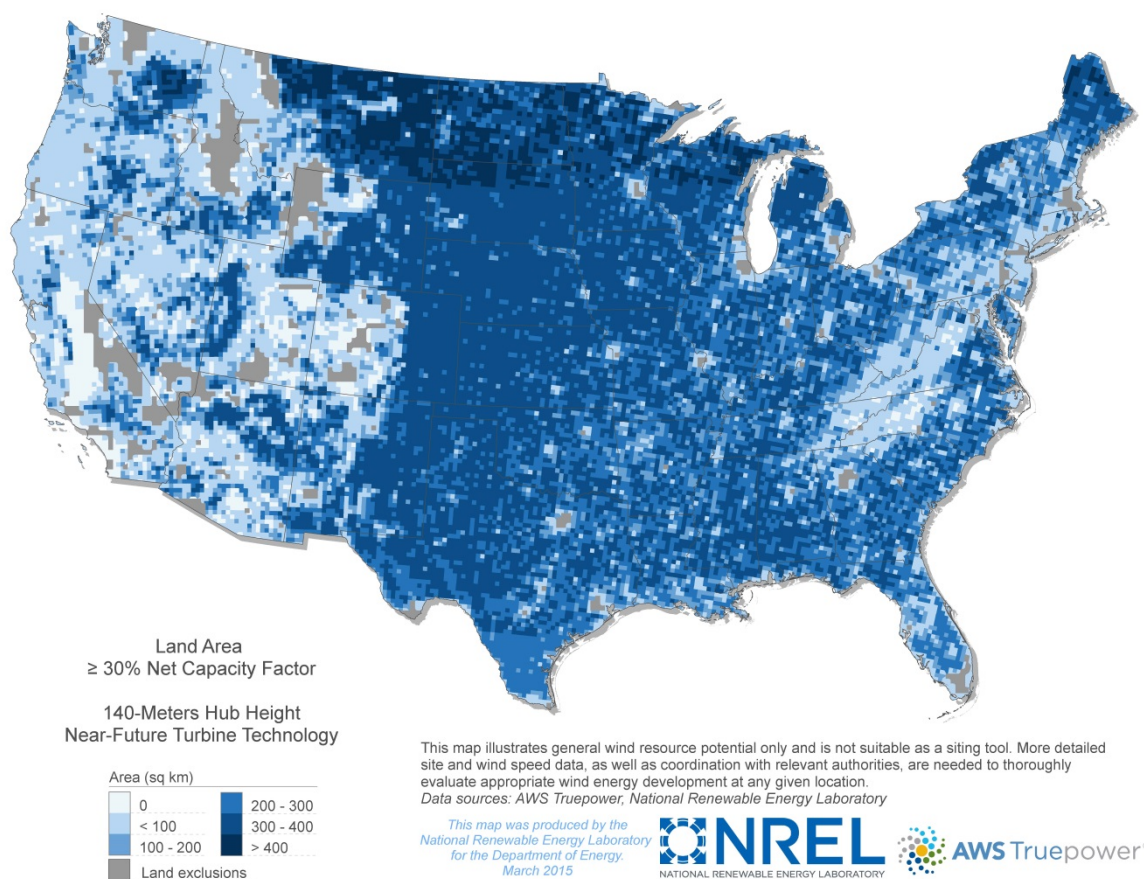 Land Area
≥ 30% Net Capacity Factor
140-Meters Hub Height
Near-Future Turbine Technology
Area (sq km)
0
< 100
100 - 200
200 - 300
300 - 400
> 400
Land exclusions
This map illustrates general wind resource potential only and is not suitable as a siting tool. More detailed
site and wind speed data, as well as coordination with relevant authorities, are needed to thoroughly
evaluate appropriate wind energy development at any given location.
Data sources: AWS Truepower, National Renewable Energy Laboratory
This map was produced by the
National Renewable Energy Laboratory
for the Department of Energy.
March 2015
NREL
NATIONAL RENEWABLE ENERGY LABORATORY
AWS Truepower